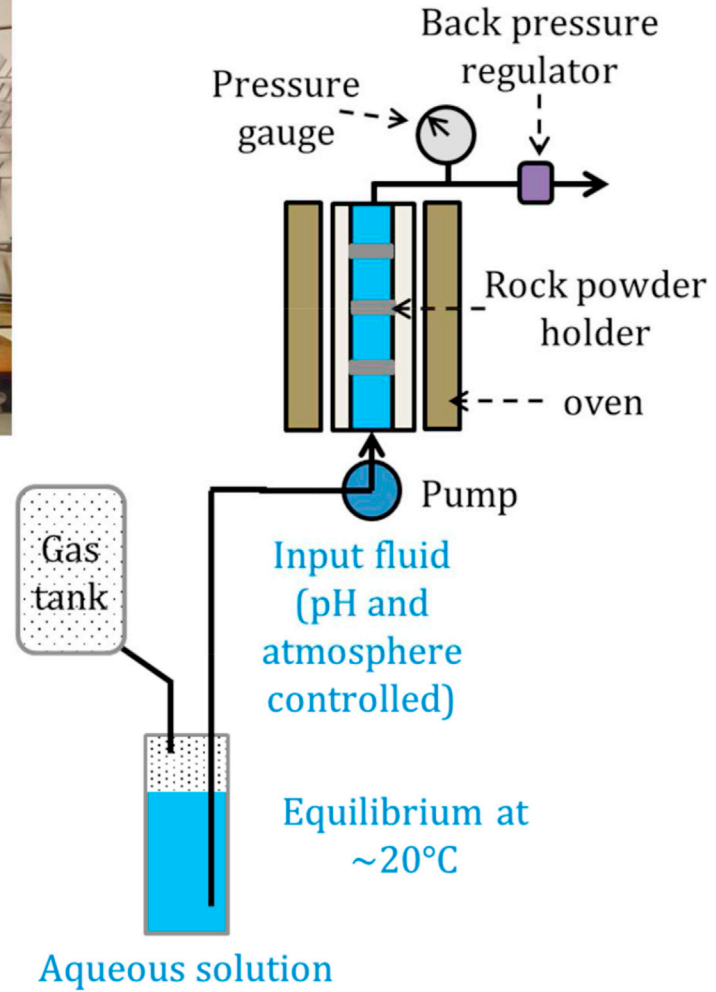 Back pressure
regulator
Pressure
gauge
Rock powder
holder
oven
Pump
Gas
tank
Input fluid
(pH and
atmosphere
controlled)
Equilibrium at
~20°C
Aqueous solution